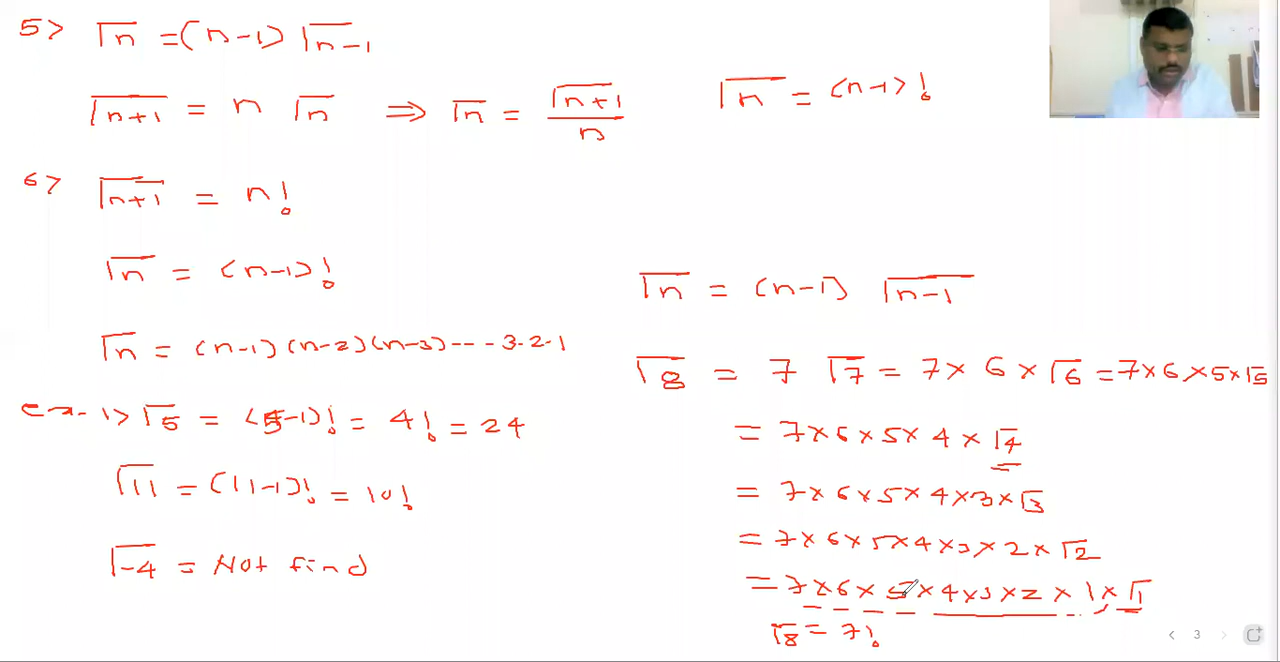 5> Γn = (n-1) Γn-1
Γn+1 = n Γn ⇒ Γn = Γn+1 / n
Γn = (n-1)!
6> Γn+1 = n!
Γn = (n-1)!
Γn = (n-1)(n-2)(n-3)----3·2·1
ex-1> Γ5 = (5-1)! = 4! = 24
Γ11 = (11-1)! = 10!
Γ-4 = Not find
Γn = (n-1) Γn-1
Γ8 = 7 Γ7 = 7× 6 × Γ6 = 7×6×5×Γ5
= 7×6×5×4×Γ4
= 7×6×5×4×3×Γ3
= 7×6×5×4×3×2×Γ2
= 7×6×5×4×3×2×1×Γ1
Γ8 = 7!
3